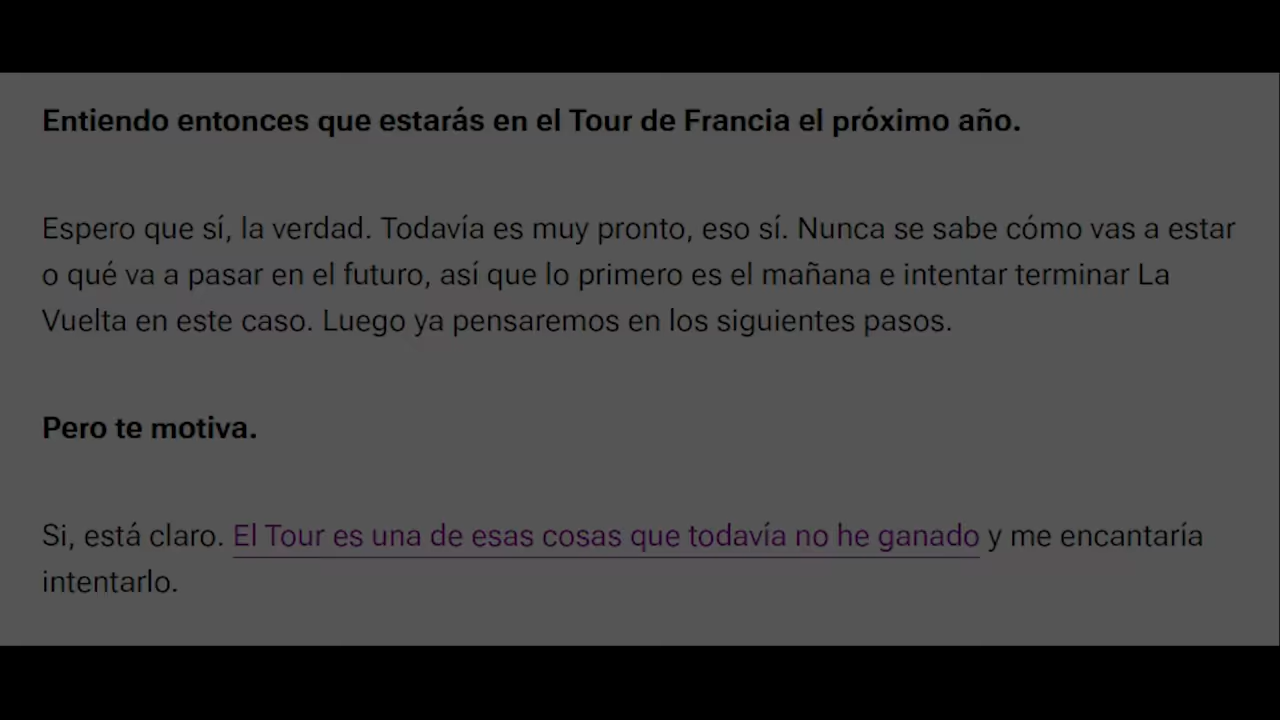 Entiendo entonces que estarás en el Tour de Francia el próximo año.
Espero que sí, la verdad. Todavía es muy pronto, eso sí. Nunca se sabe cómo vas a estar
o qué va a pasar en el futuro, así que lo primero es el mañana e intentar terminar La
Vuelta en este caso. Luego ya pensaremos en los siguientes pasos.
Pero te motiva.
Si, está claro. El Tour es una de esas cosas que todavía no he ganado y me encantaría
intentarlo.